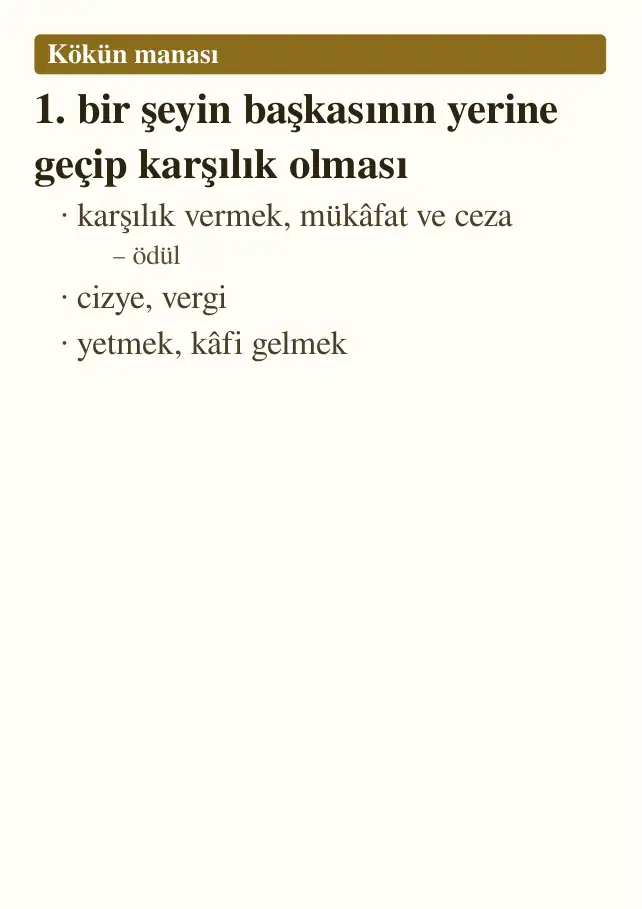 Kökün manası
1. bir şeyin başkasının yerine
geçip karşılık olması
· karşılık vermek, mükâfat ve ceza
– ödül
· cizye, vergi
· yetmek, kâfi gelmek